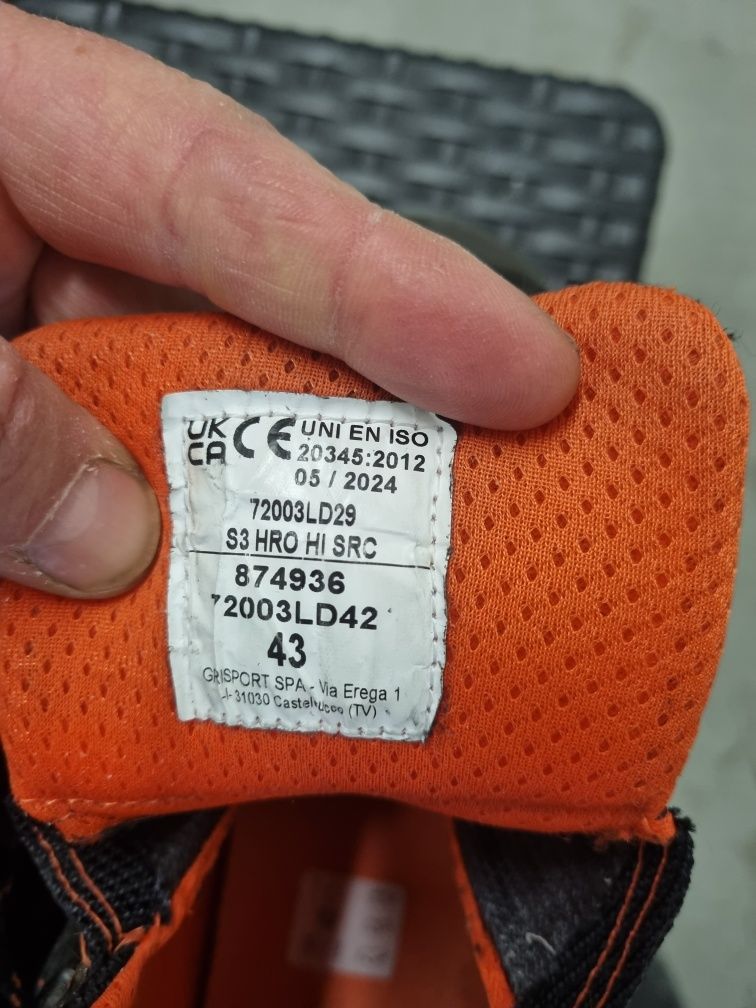 UK CA CE UNI EN ISO
20345:2012
05 / 2024
72003LD29
S3 HRO HI SRC
874936
72003LD42
43
GRISPORT SPA - Via Erega 1
-I- 31030 Castelcucco (TV)